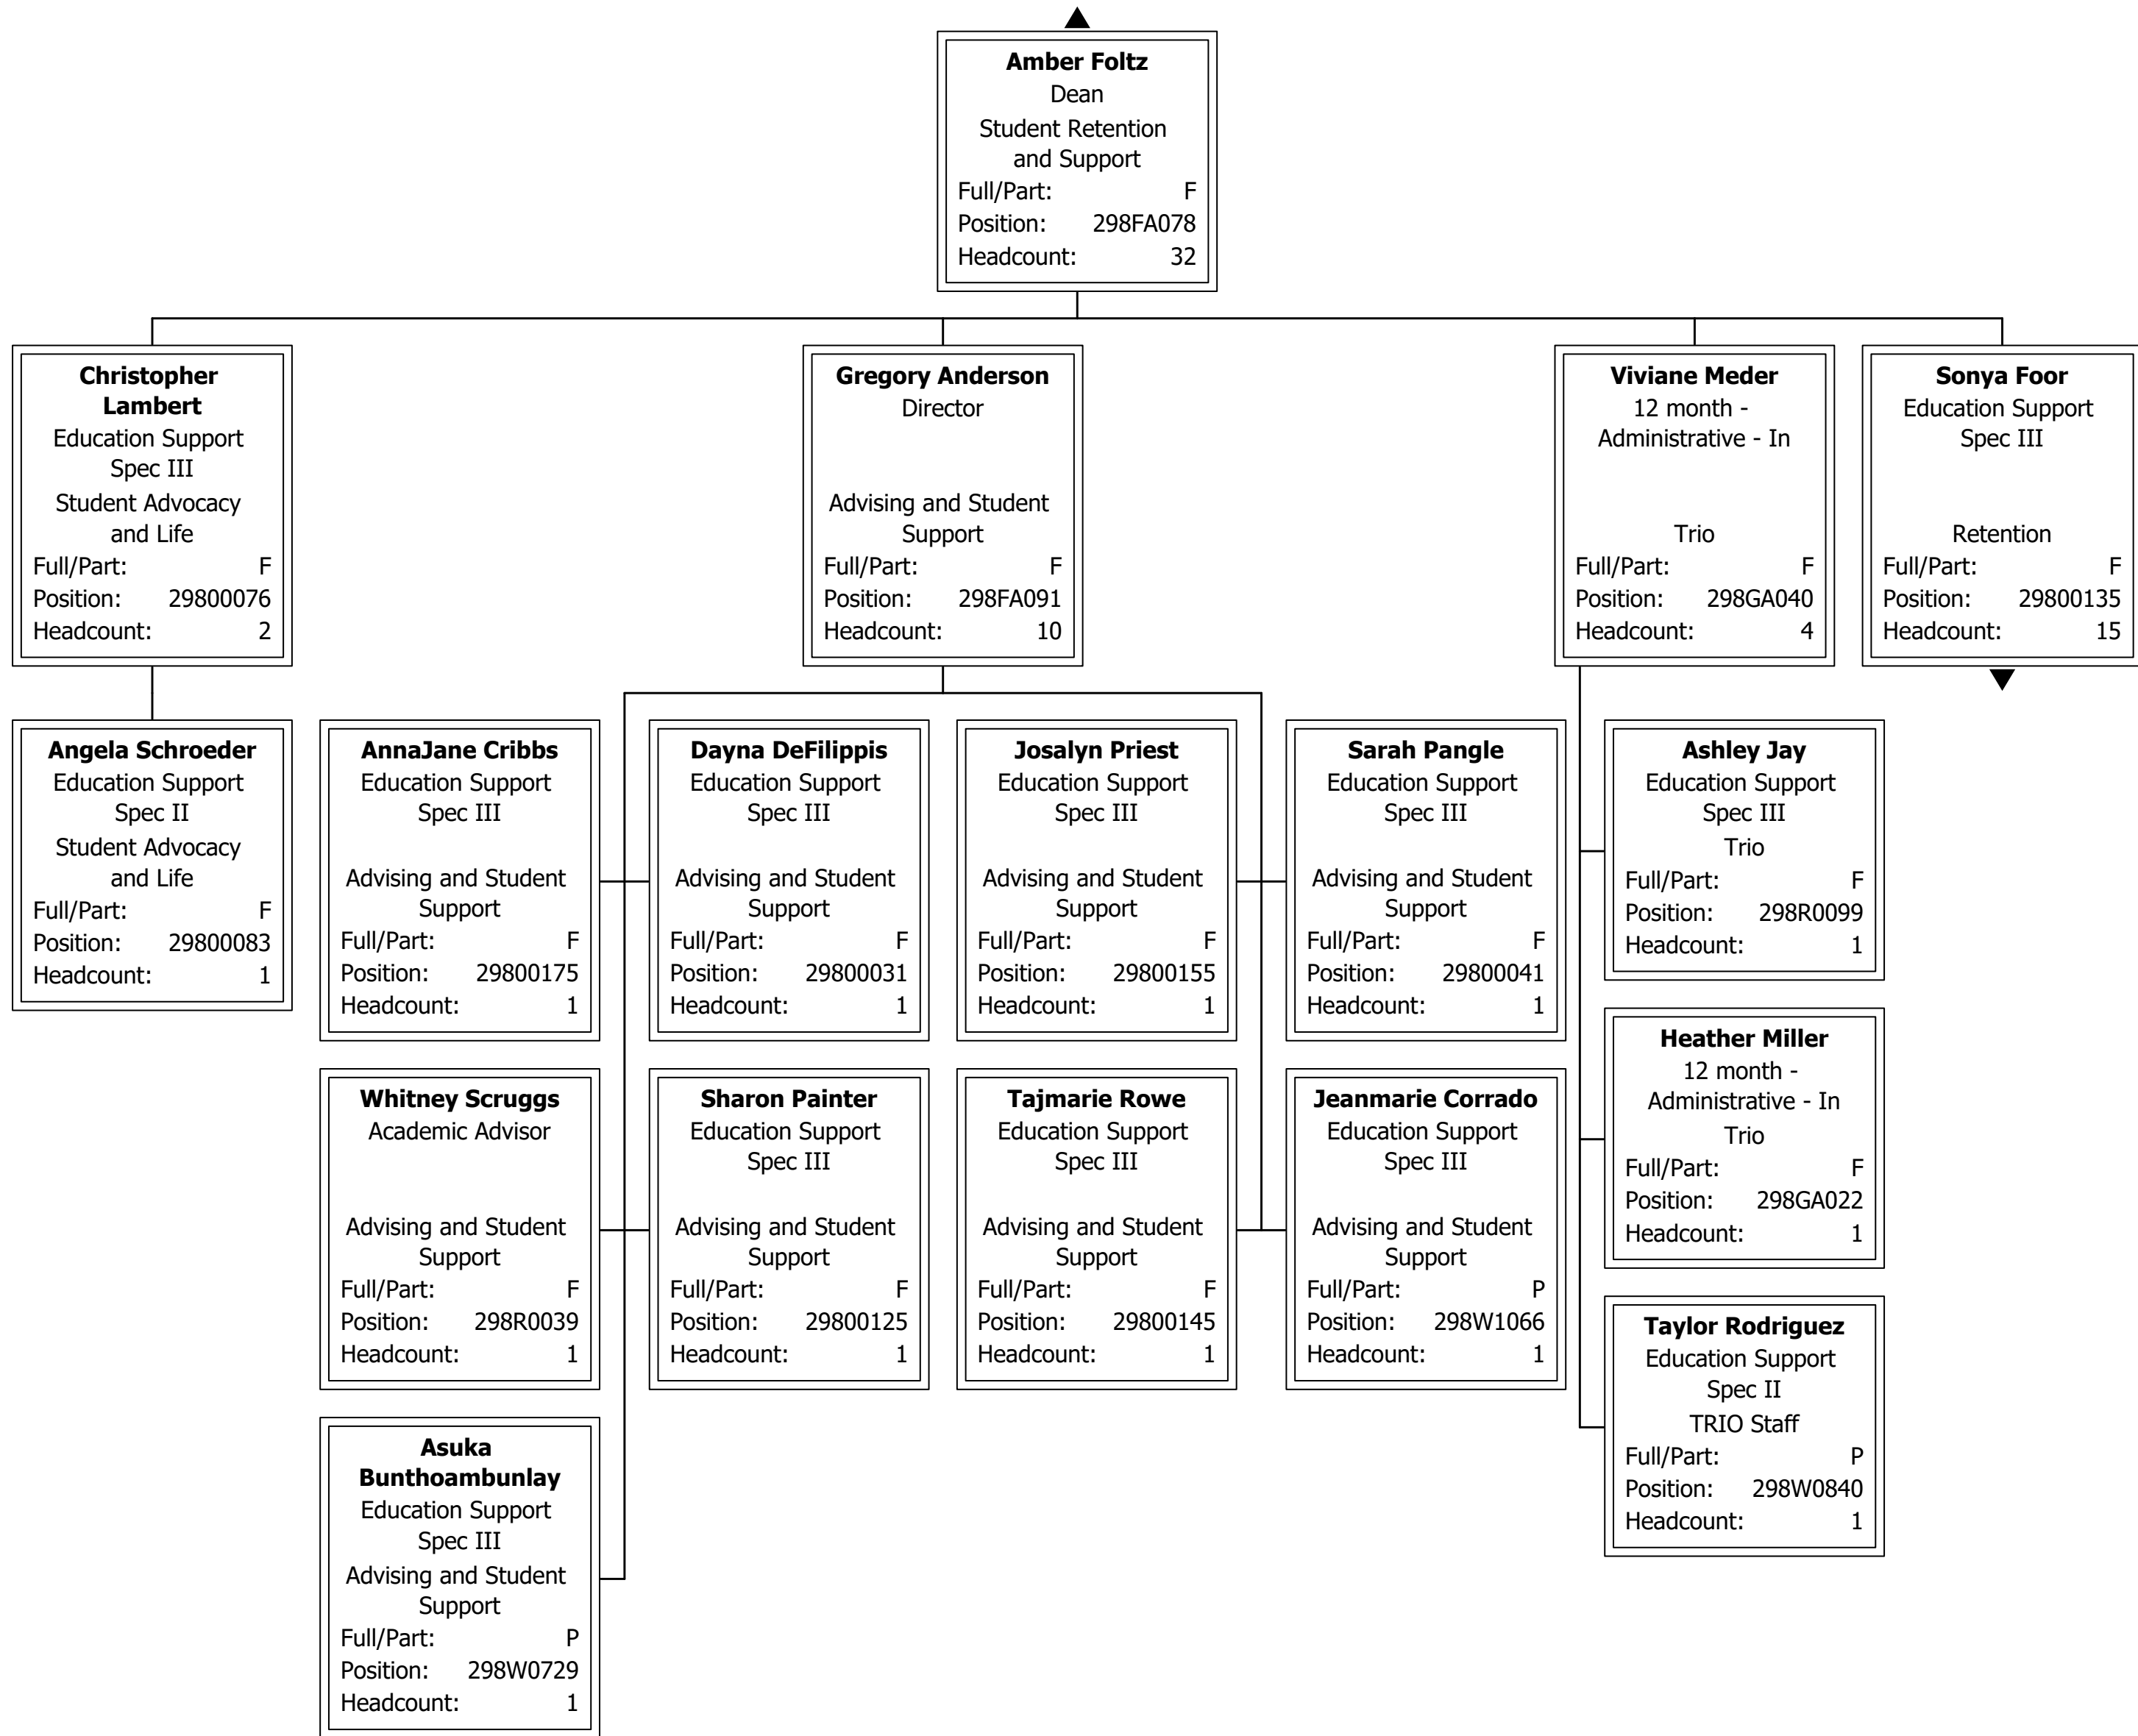 Amber Foltz
Dean
Student Retention
and Support
Full/Part: F
Position: 298FA078
Headcount: 32
Christopher
Lambert
Education Support
Spec III
Student Advocacy
and Life
Full/Part: F
Position: 29800076
Headcount: 2
Gregory Anderson
Director
Advising and Student
Support
Full/Part: F
Position: 298FA091
Headcount: 10
Viviane Meder
12 month -
Administrative - In
Trio
Full/Part: F
Position: 298GA040
Headcount: 4
Sonya Foor
Education Support
Spec III
Retention
Full/Part: F
Position: 29800135
Headcount: 15
Angela Schroeder
Education Support
Spec II
Student Advocacy
and Life
Full/Part: F
Position: 29800083
Headcount: 1
AnnaJane Cribbs
Education Support
Spec III
Advising and Student
Support
Full/Part: F
Position: 29800175
Headcount: 1
Dayna DeFilippis
Education Support
Spec III
Advising and Student
Support
Full/Part: F
Position: 29800031
Headcount: 1
Josalyn Priest
Education Support
Spec III
Advising and Student
Support
Full/Part: F
Position: 29800155
Headcount: 1
Sarah Pangle
Education Support
Spec III
Advising and Student
Support
Full/Part: F
Position: 29800041
Headcount: 1
Ashley Jay
Education Support
Spec III
Trio
Full/Part: F
Position: 298R0099
Headcount: 1
Whitney Scruggs
Academic Advisor
Advising and Student
Support
Full/Part: F
Position: 298R0039
Headcount: 1
Sharon Painter
Education Support
Spec III
Advising and Student
Support
Full/Part: F
Position: 29800125
Headcount: 1
Tajmarie Rowe
Education Support
Spec III
Advising and Student
Support
Full/Part: F
Position: 29800145
Headcount: 1
Jeanmarie Corrado
Education Support
Spec III
Advising and Student
Support
Full/Part: P
Position: 298W1066
Headcount: 1
Heather Miller
12 month -
Administrative - In
Trio
Full/Part: F
Position: 298GA022
Headcount: 1
Taylor Rodriguez
Education Support
Spec II
TRIO Staff
Full/Part: P
Position: 298W0840
Headcount: 1
Asuka
Bunthoambunlay
Education Support
Spec III
Advising and Student
Support
Full/Part: P
Position: 298W0729
Headcount: 1